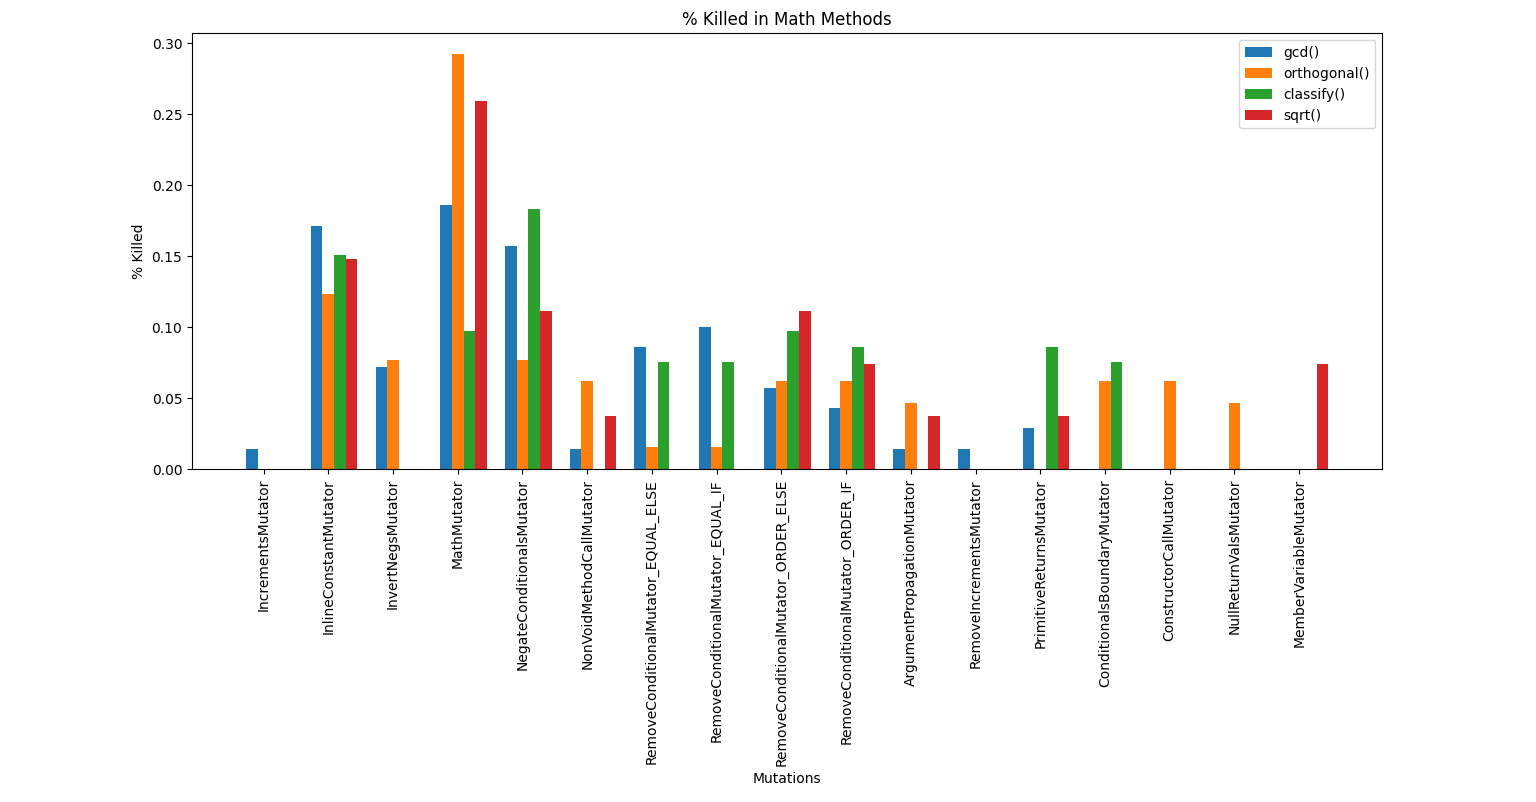 % Killed in Math Methods
gcd()
orthogonal()
classify()
sqrt()
% Killed
0.30
0.25
0.20
0.15
0.10
0.05
0.00
IncrementsMutator
InlineConstantMutator
InvertNegsMutator
MathMutator
NegateConditionalsMutator
NonVoidMethodCallMutator
RemoveConditionalMutator_EQUAL_ELSE
RemoveConditionalMutator_EQUAL_IF
RemoveConditionalMutator_ORDER_ELSE
RemoveConditionalMutator_ORDER_IF
ArgumentPropagationMutator
RemoveIncrementsMutator
PrimitiveReturnsMutator
ConditionalsBoundaryMutator
ConstructorCallMutator
NullReturnValsMutator
MemberVariableMutator
Mutations